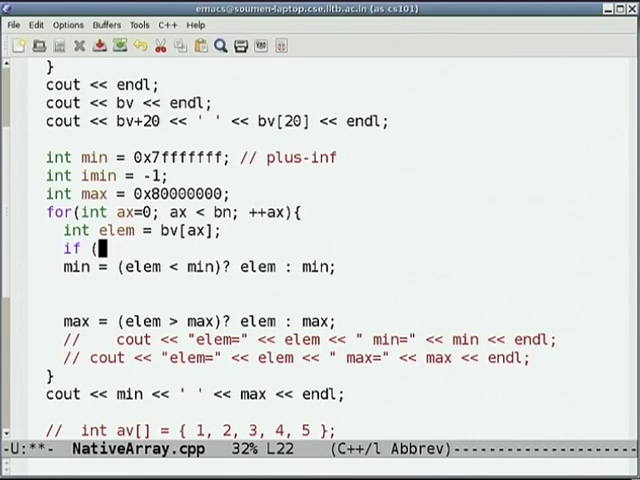 emacs@soumen-laptop.cse.iitb.ac.in (as cs101)
File Edit Options Buffers Tools C++ Help
}
cout << endl;
cout << bv << endl;
cout << bv+20 << ' ' << bv[20] << endl;
int min = 0x7fffffff; // plus-inf
int imin = -1;
int max = 0x80000000;
for(int ax=0; ax < bn; ++ax){
int elem = bv[ax];
if (
min = (elem < min)? elem : min;
max = (elem > max)? elem : max;
// cout << "elem=" << elem << " min=" << min << endl;
// cout << "elem=" << elem << " max=" << max << endl;
}
cout << min << ' ' << max << endl;
// int av[] = { 1, 2, 3, 4, 5 };
-U:**- NativeArray.cpp 32% L22 (C++/l Abbrev)-----------------------